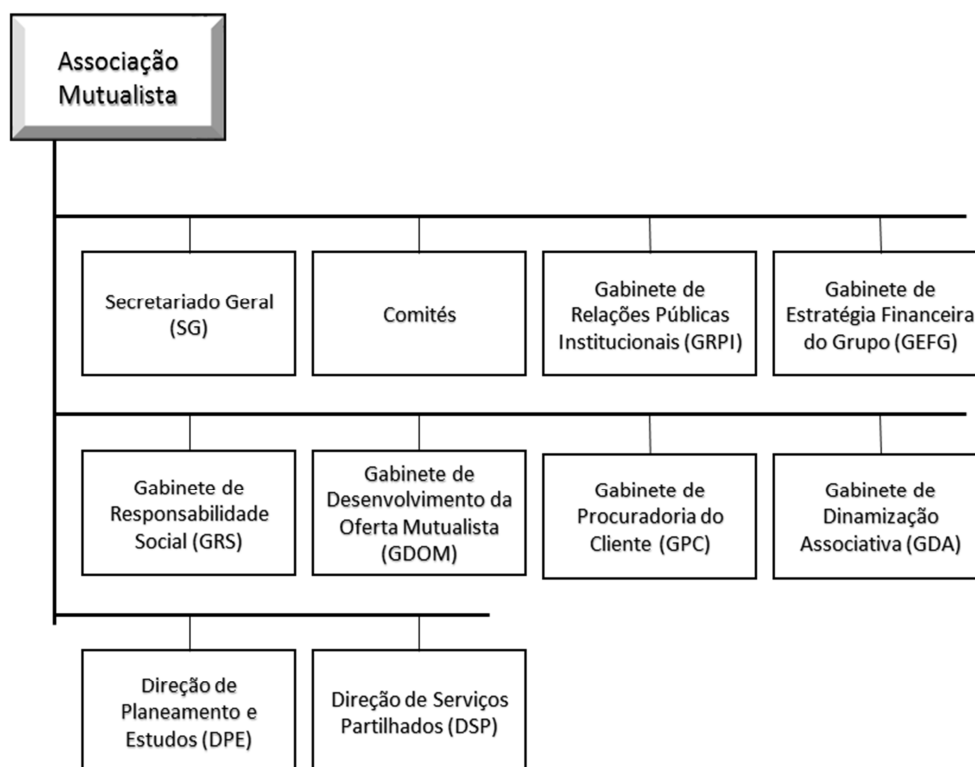 Associação
Mutualista
Secretariado Geral
(SG)
Comités
Gabinete de
Relações Públicas
Institucionais (GRPI)
Gabinete de
Estratégia Financeira
do Grupo (GEFG)
Gabinete de
Responsabilidade
Social (GRS)
Gabinete de
Desenvolvimento da
Oferta Mutualista
(GDOM)
Gabinete de
Procuradoria do
Cliente (GPC)
Gabinete de
Dinamização
Associativa (GDA)
Direção de
Planeamento e
Estudos (DPE)
Direção de Serviços
Partilhados (DSP)